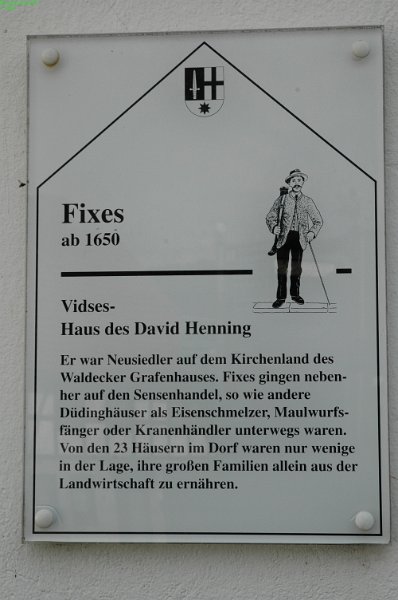 Fixes
ab 1650
Vidses-
Haus des David Henning
Er war Neusiedler auf dem Kirchenland des
Waldecker Grafenhauses. Fixes gingen neben-
her auf den Sensenhandel, so wie andere
Düdinghäuser als Eisenschmelzer, Maulwurfs-
fänger oder Kranenhändler unterwegs waren.
Von den 23 Häusern im Dorf waren nur wenige
in der Lage, ihre großen Familien allein aus der
Landwirtschaft zu ernähren.